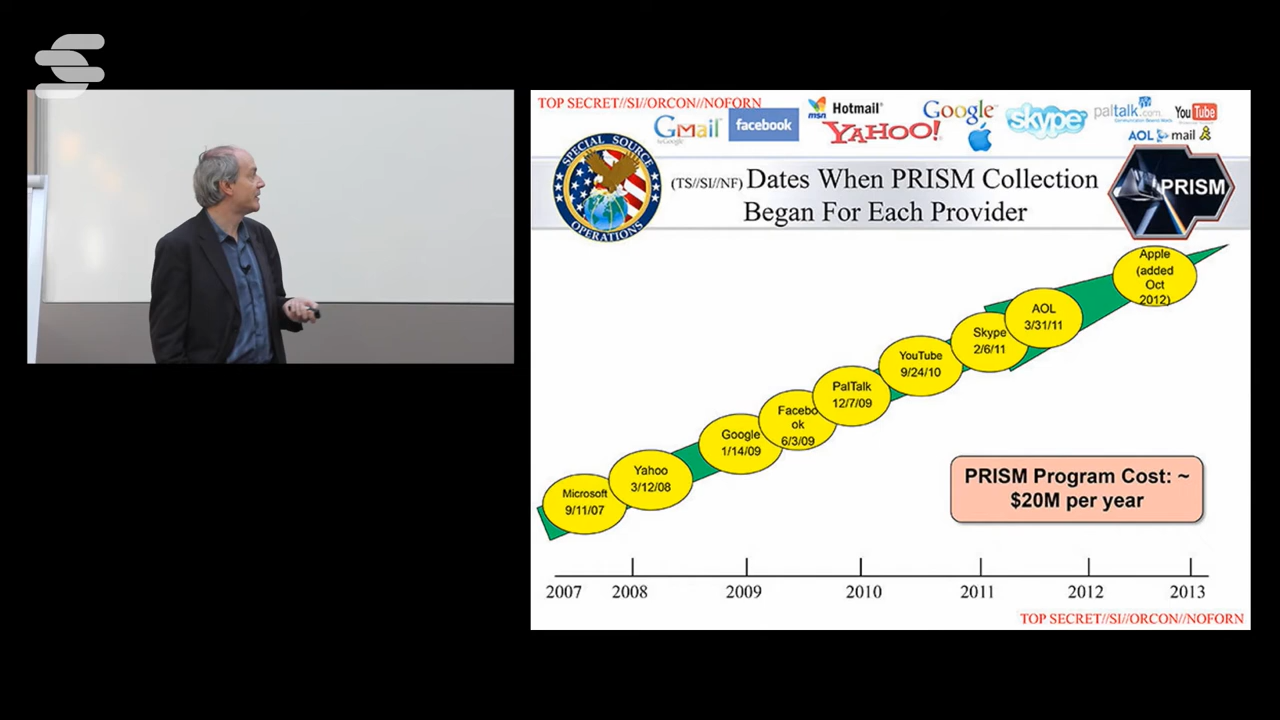 TOP SECRET//SI//ORCON//NOFORN
Gmail
facebook
msn
Hotmail
Google
skype
paltalk.com
YouTube
YAHOO!
AOL mail
SPECIAL SOURCE
OPERATIONS
(TS//SI//NF) Dates When PRISM Collection
Began For Each Provider
PRISM
Apple
(added
Oct
2012)
AOL
3/31/11
Skype
2/6/11
YouTube
9/24/10
PalTalk
12/7/09
Facebo
ok
6/3/09
Google
1/14/09
Yahoo
3/12/08
Microsoft
9/11/07
PRISM Program Cost: ~
$20M per year
2007 2008 2009 2010 2011 2012 2013
TOP SECRET//SI//ORCON//NOFORN